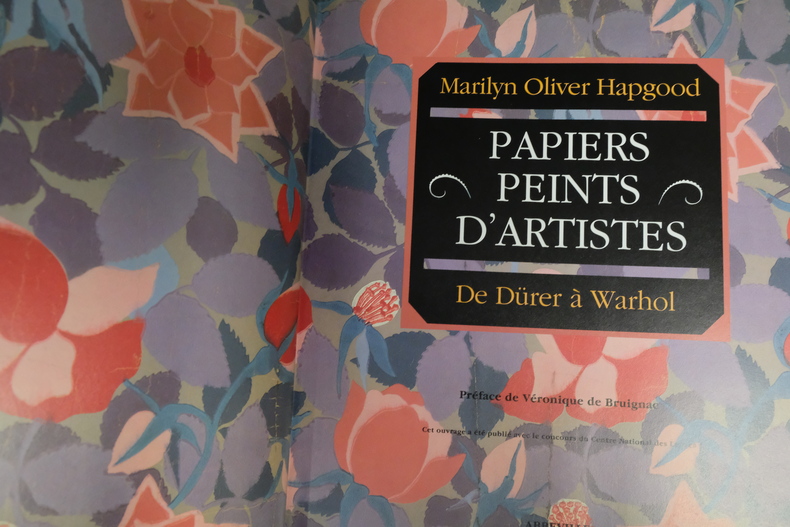 Marilyn Oliver Hapgood
PAPIERS
PEINTS
D'ARTISTES
De Dürer à Warhol
Préface de Véronique de Bruignac
Cet ouvrage a été publié avec le concours du Centre National des